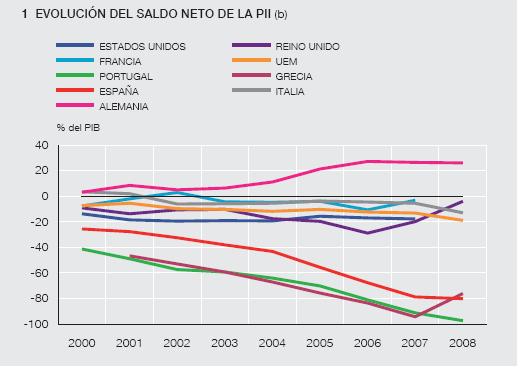 1 EVOLUCIÓN DEL SALDO NETO DE LA PII (b)
ESTADOS UNIDOS
REINO UNIDO
FRANCIA
UEM
PORTUGAL
GRECIA
ESPAÑA
ITALIA
ALEMANIA
% del PIB
40
20
0
-20
-40
-60
-80
-100
2000 2001 2002 2003 2004 2005 2006 2007 2008